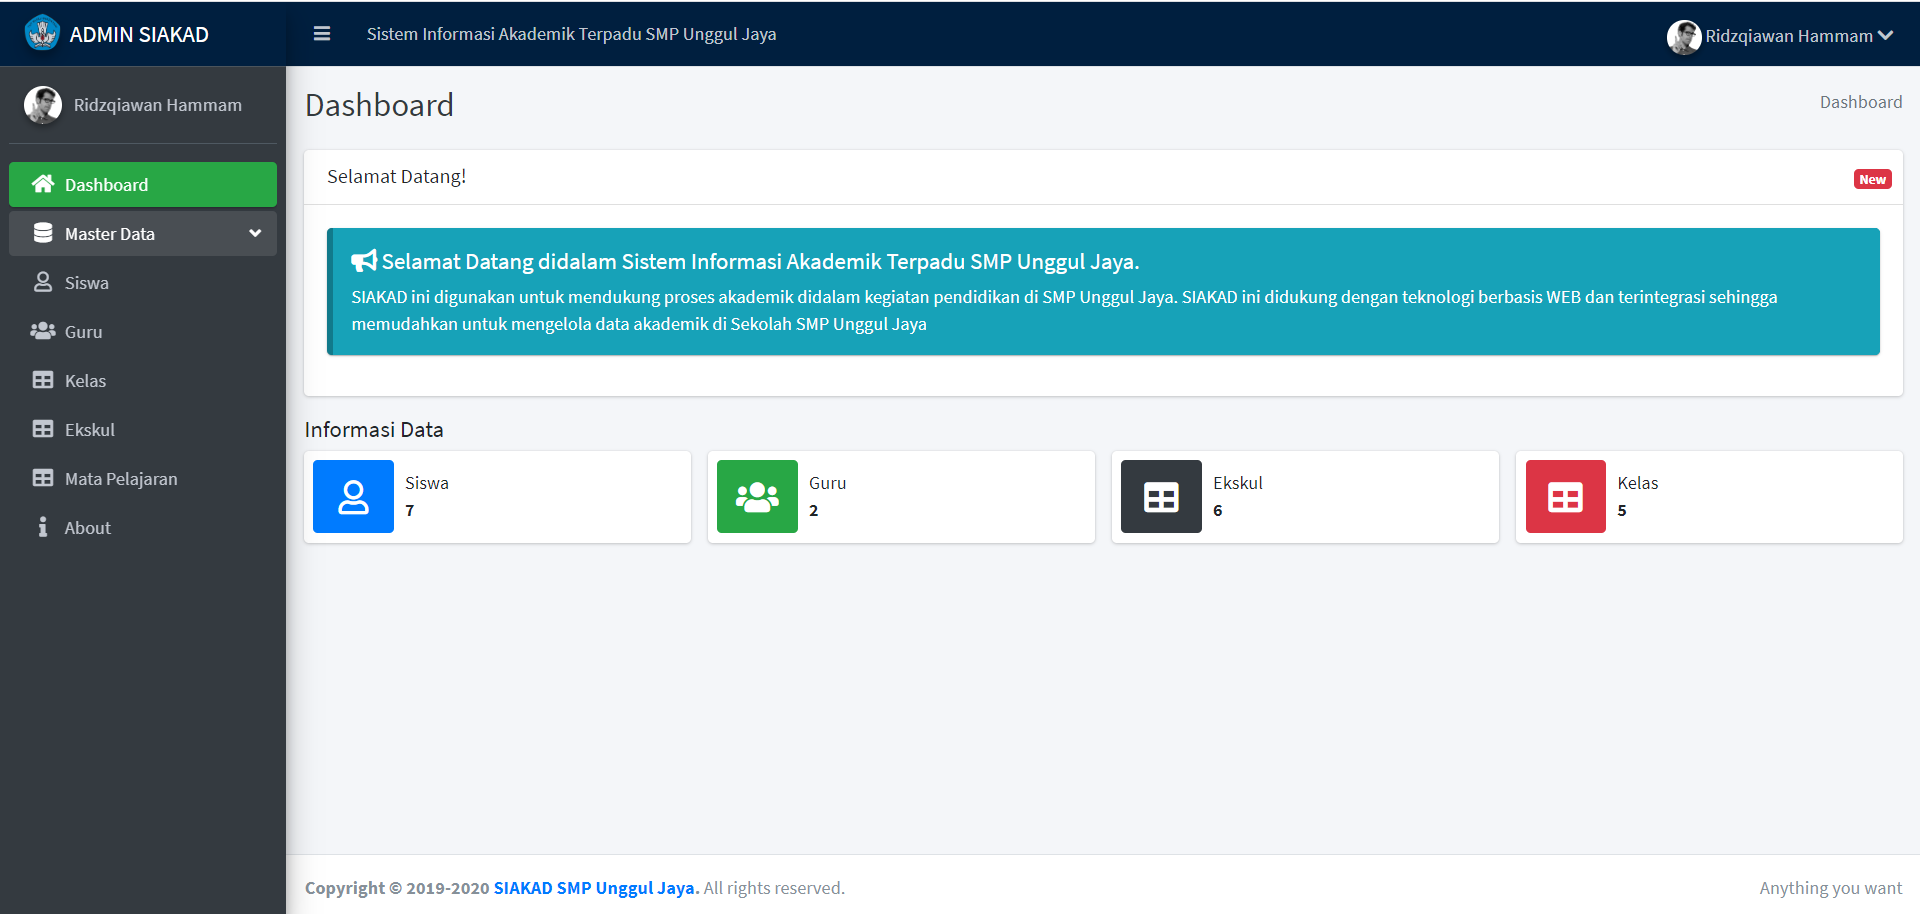 ADMIN SIAKAD
Sistem Informasi Akademik Terpadu SMP Unggul Jaya
Ridzqiawan Hammam
Ridzqiawan Hammam
Dashboard
Master Data
Siswa
Guru
Kelas
Ekskul
Mata Pelajaran
About
Dashboard
Dashboard
Selamat Datang!
New
Selamat Datang didalam Sistem Informasi Akademik Terpadu SMP Unggul Jaya.
SIAKAD ini digunakan untuk mendukung proses akademik didalam kegiatan pendidikan di SMP Unggul Jaya. SIAKAD ini didukung dengan teknologi berbasis WEB dan terintegrasi sehingga
memudahkan untuk mengelola data akademik di Sekolah SMP Unggul Jaya
Informasi Data
Siswa
7
Guru
2
Ekskul
6
Kelas
5
Copyright © 2019-2020 SIAKAD SMP Unggul Jaya. All rights reserved.
Anything you want